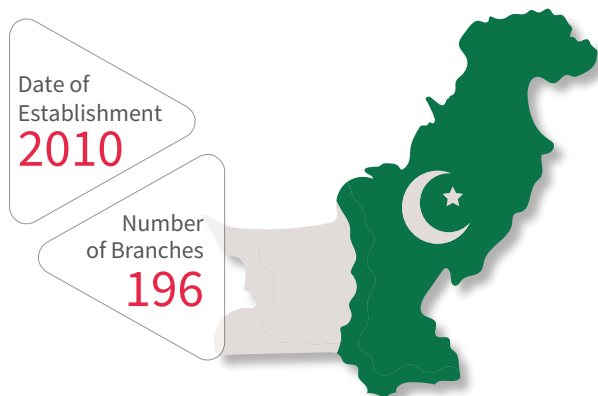 Date of
Establishment
2010
Number
of Branches
196